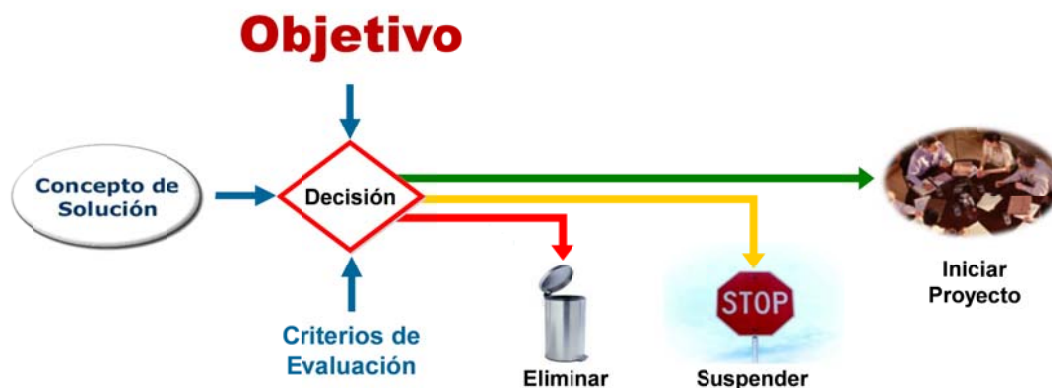 Objetivo
Concepto de
Solución
Decisión
Criterios de
Evaluación
Eliminar
STOP
Suspender
Iniciar
Proyecto